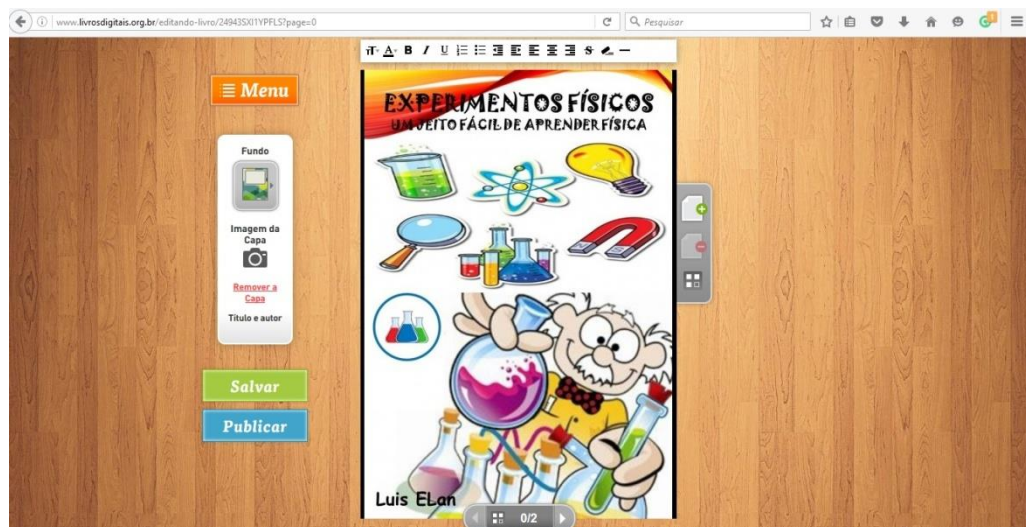 www.livrosdigitais.org.br/editando-livro/24943SXI1YPFLS?page=0
Pesquisar
Menu
EXPERIMENTOS FÍSICOS
UM JEITO FÁCIL DE APRENDER FÍSICA
Fundo
Imagem da
Capa
Remover a
Capa
Título e autor
Salvar
Publicar
Luis ELan
0/2